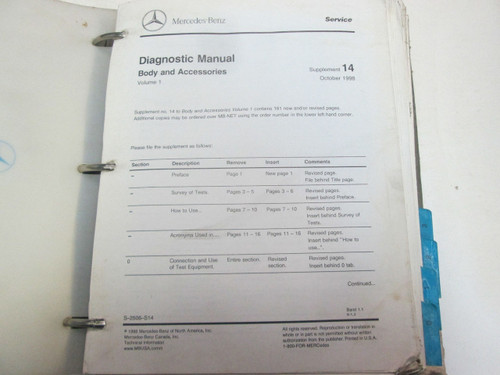 Mercedes-Benz
Service
Diagnostic Manual
Body and Accessories
Volume 1
Supplement 14
October 1998
Supplement no. 14 to Body and Accessories Volume 1 contains 141 new and/or revised pages.
Additional copies may be ordered over MB-NET using the order number in the lower left hand corner.
Please file the supplement as follows:
Section Description Remove Insert Comments
– Preface Page 1 New page 1 Revised page.
File behind Title page.
– Survey of Tests Pages 3 – 5 Pages 3 – 6 Revised pages.
Insert behind Preface.
– How to Use... Pages 7 – 10 Pages 7 – 10 Revised pages.
Insert behind Survey of
Tests.
– Acronyms Used in ... Pages 11 – 16 Pages 11 – 16 Revised pages.
Insert behind "How to
use...".
0 Connection and Use Entire section. Revised Revised pages.
of Test Equipment section. Insert behind 0 tab.
Continued...
S-2606-S14
© 1998 Mercedes-Benz of North America, Inc.
Mercedes-Benz Canada, Inc.
Technical Information
All rights reserved. Reproduction or translation in
whole or in part is not permitted without written
authorization from the publisher. Printed in U.S.A.
1-800-FOR-MERCedes